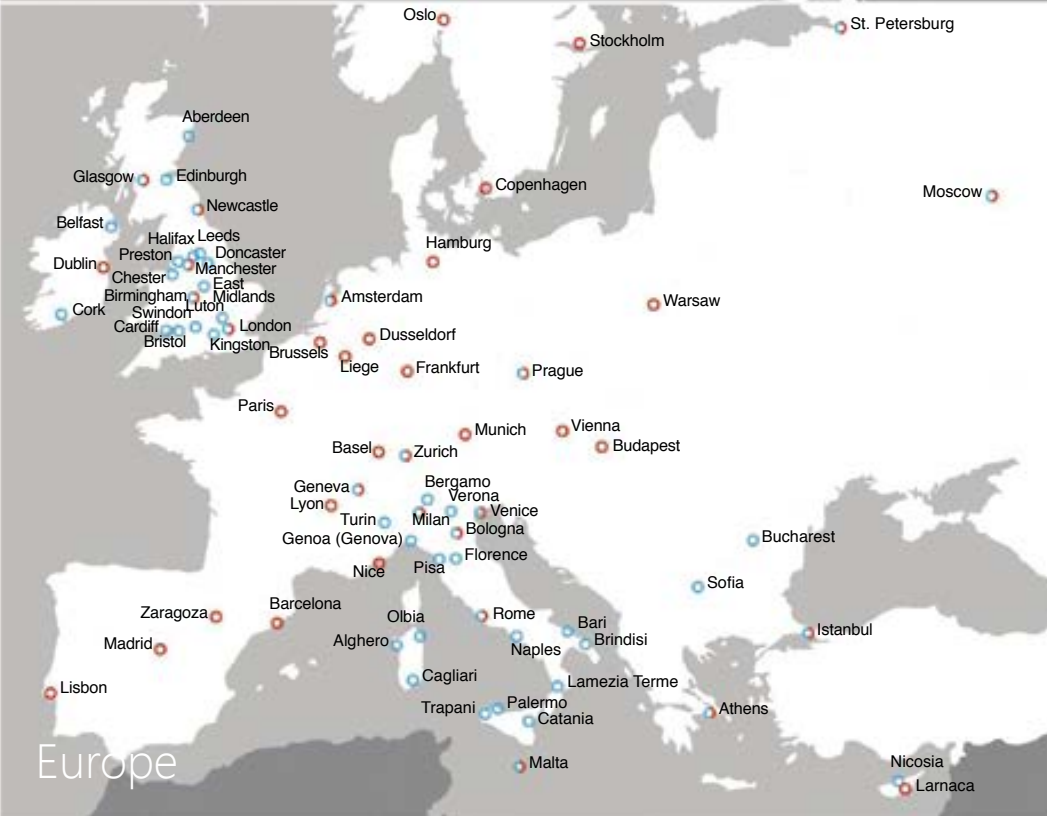 Oslo
St. Petersburg
Stockholm
Aberdeen
Glasgow
Edinburgh
Copenhagen
Moscow
Newcastle
Belfast
Halifax
Leeds
Hamburg
Preston
Doncaster
Dublin
Manchester
Chester
East
Midlands
Birmingham
Amsterdam
Warsaw
Luton
Cork
Swindon
Cardiff
London
Bristol
Kingston
Dusseldorf
Brussels
Liege
Frankfurt
Prague
Paris
Munich
Vienna
Basel
Zurich
Budapest
Geneva
Bergamo
Verona
Lyon
Venice
Turin
Milan
Bologna
Genoa (Genova)
Bucharest
Florence
Pisa
Nice
Sofia
Barcelona
Zaragoza
Olbia
Rome
Bari
Istanbul
Madrid
Alghero
Naples
Brindisi
Lisbon
Cagliari
Lamezia Terme
Trapani
Palermo
Athens
Catania
Europe
Malta
Nicosia
Larnaca